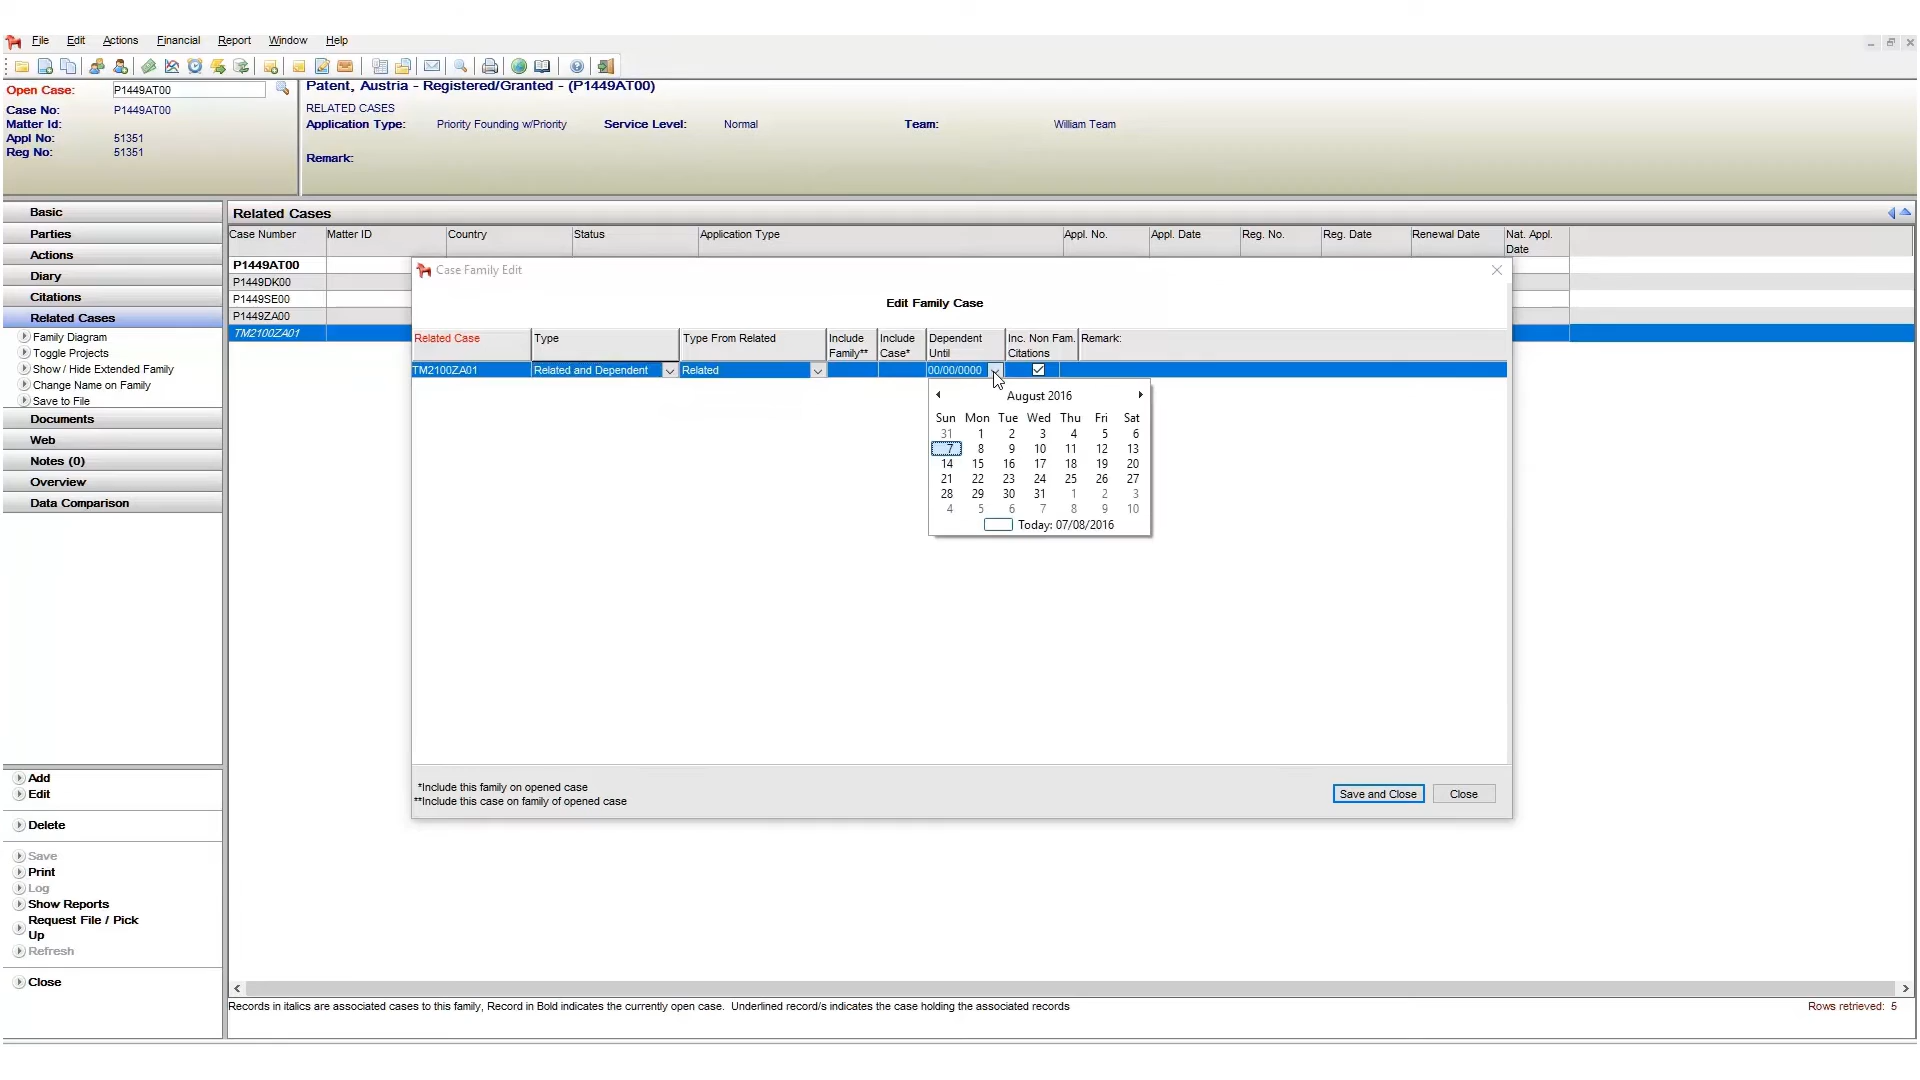 File Edit Actions Financial Report Window Help
Open Case: P1449AT00
Case No: P1449AT00
Matter Id:
Appl No: 51351
Reg No: 51351
Patent, Austria - Registered/Granted - (P1449AT00)
RELATED CASES
Application Type: Priority Founding w/Priority Service Level: Normal Team: William Team
Remark:
Basic
Parties
Actions
Diary
Citations
Related Cases
Family Diagram
Toggle Projects
Show / Hide Extended Family
Change Name on Family
Save to File
Documents
Web
Notes (0)
Overview
Data Comparison
Add
Edit
Delete
Save
Print
Log
Show Reports
Request File / Pick
Up
Refresh
Close
Related Cases
Case Number Matter ID Country Status Application Type Appl. No. Appl. Date Reg. No. Reg. Date Renewal Date Nat. Appl.
Date
P1449AT00
P1449DK00
P1449SE00
P1449ZA00
TM2100ZA01
Case Family Edit
Edit Family Case
Related Case Type Type From Related Include Include Dependent Inc. Non Fam. Remark:
Family** Case* Until Citations
TM2100ZA01 Related and Dependent Related 00/00/0000
August 2016
Sun Mon Tue Wed Thu Fri Sat
31 1 2 3 4 5 6
7 8 9 10 11 12 13
14 15 16 17 18 19 20
21 22 23 24 25 26 27
28 29 30 31 1 2 3
4 5 6 7 8 9 10
Today: 07/08/2016
*Include this family on opened case
**Include this case on family of opened case
Save and Close Close
Records in italics are associated cases to this family, Record in Bold indicates the currently open case. Underlined record/s indicates the case holding the associated records
Rows retrieved: 5